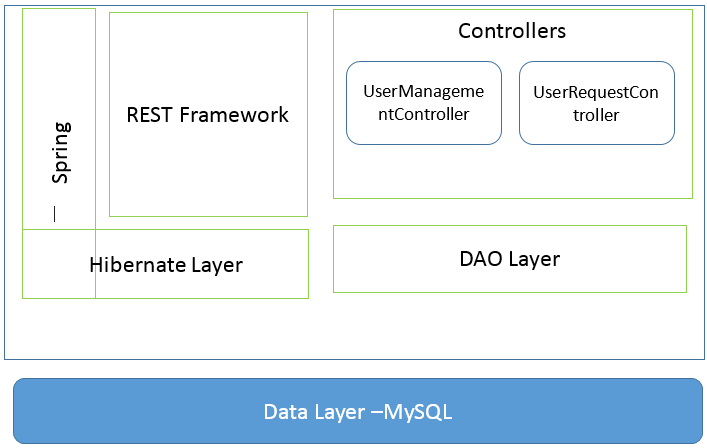 Spring
REST Framework
Controllers
UserManageme
ntController
UserRequestCon
troller
Hibernate Layer
DAO Layer
Data Layer –MySQL